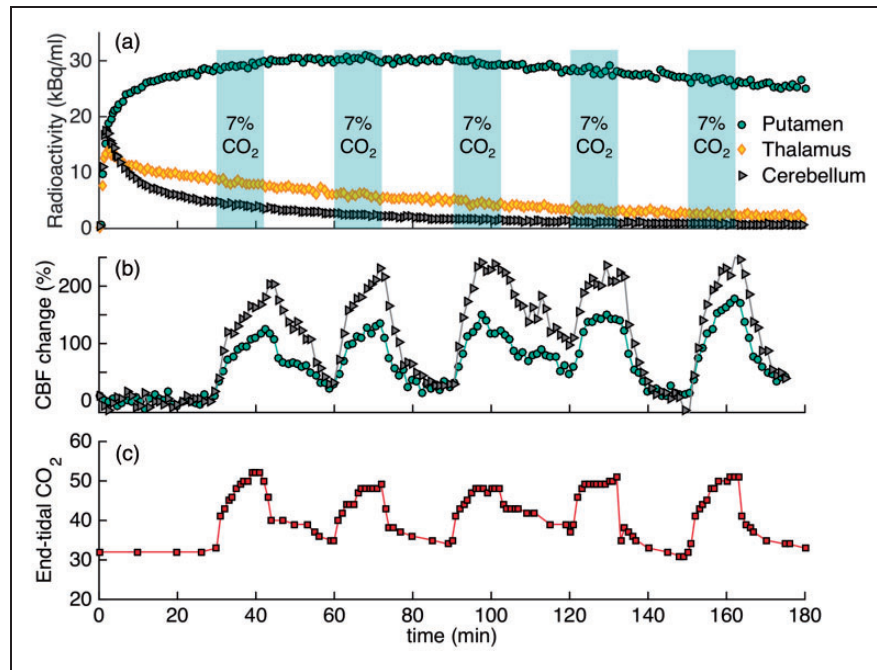 (a)
Radioactivity (kBq/ml)
30
20
10
0
7% CO₂
7% CO₂
7% CO₂
7% CO₂
7% CO₂
Putamen
Thalamus
Cerebellum
(b)
CBF change (%)
200
100
0
(c)
End-tidal CO₂
60
50
40
30
20
0 20 40 60 80 100 120 140 160 180
time (min)